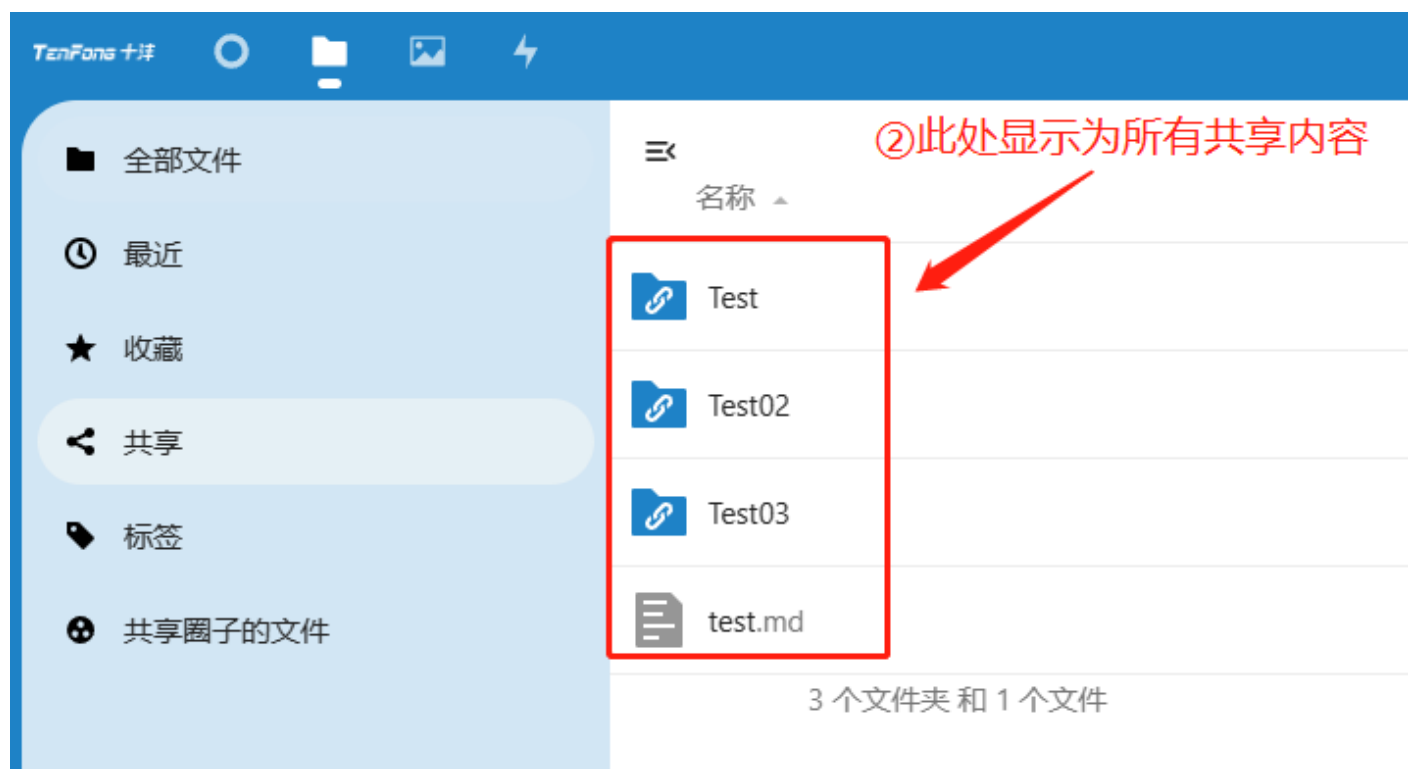 TenFong 十沣
全部文件
最近
收藏
共享
标签
共享圈子的文件
②此处显示为所有共享内容
名称
Test
Test02
Test03
test.md
3 个文件夹 和 1 个文件